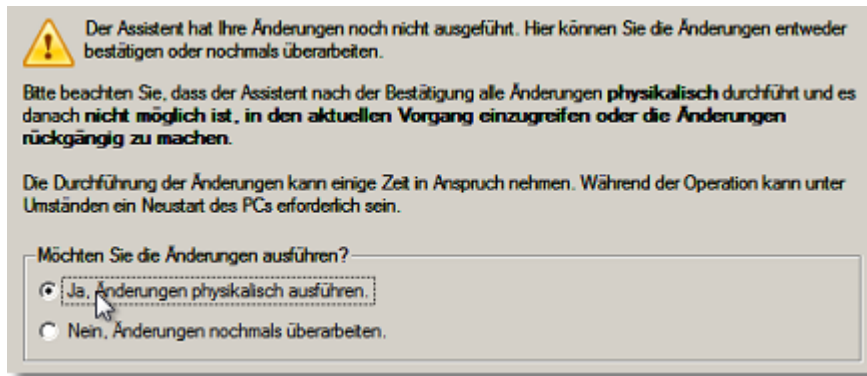 Der Assistent hat Ihre Änderungen noch nicht ausgeführt. Hier können Sie die Änderungen entweder
bestätigen oder nochmals überarbeiten.
Bitte beachten Sie, dass der Assistent nach der Bestätigung alle Änderungen physikalisch durchführt und es
danach nicht möglich ist, in den aktuellen Vorgang einzugreifen oder die Änderungen
rückgängig zu machen.
Die Durchführung der Änderungen kann einige Zeit in Anspruch nehmen. Während der Operation kann unter
Umständen ein Neustart des PCs erforderlich sein.
Möchten Sie die Änderungen ausführen?
Ja, Änderungen physikalisch ausführen.
Nein, Änderungen nochmals überarbeiten.